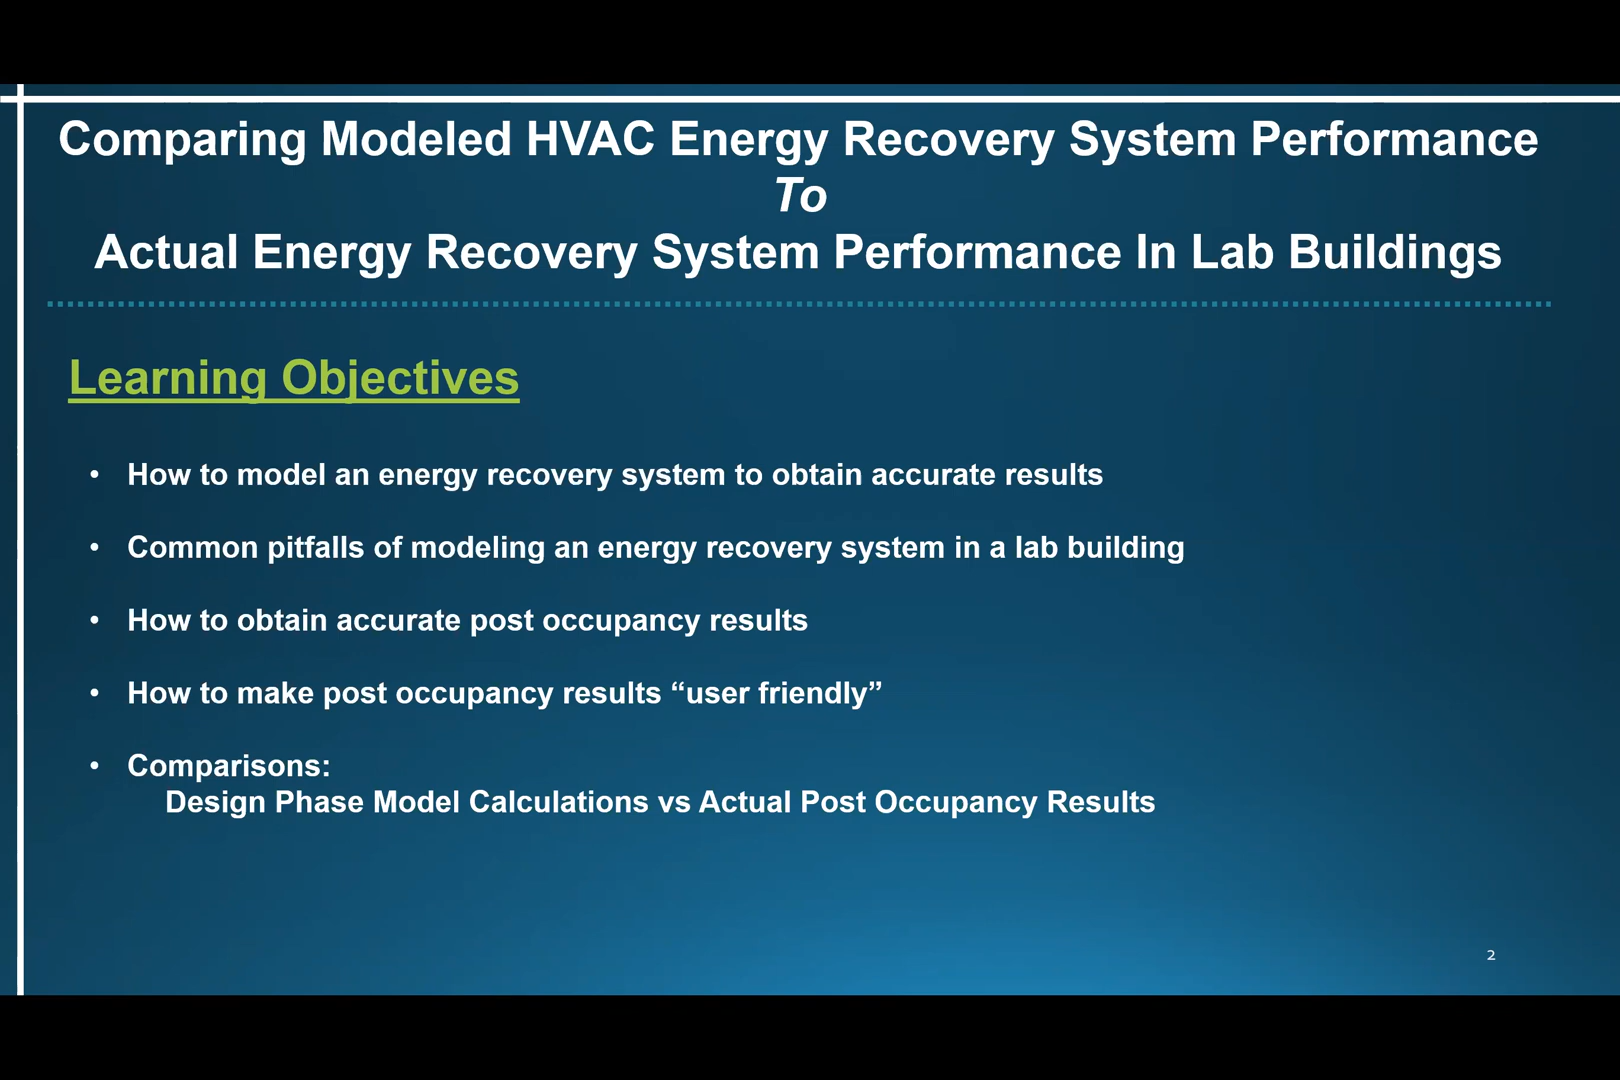 Comparing Modeled HVAC Energy Recovery System Performance
To
Actual Energy Recovery System Performance In Lab Buildings
Learning Objectives
• How to model an energy recovery system to obtain accurate results
• Common pitfalls of modeling an energy recovery system in a lab building
• How to obtain accurate post occupancy results
• How to make post occupancy results “user friendly”
• Comparisons:
Design Phase Model Calculations vs Actual Post Occupancy Results
2